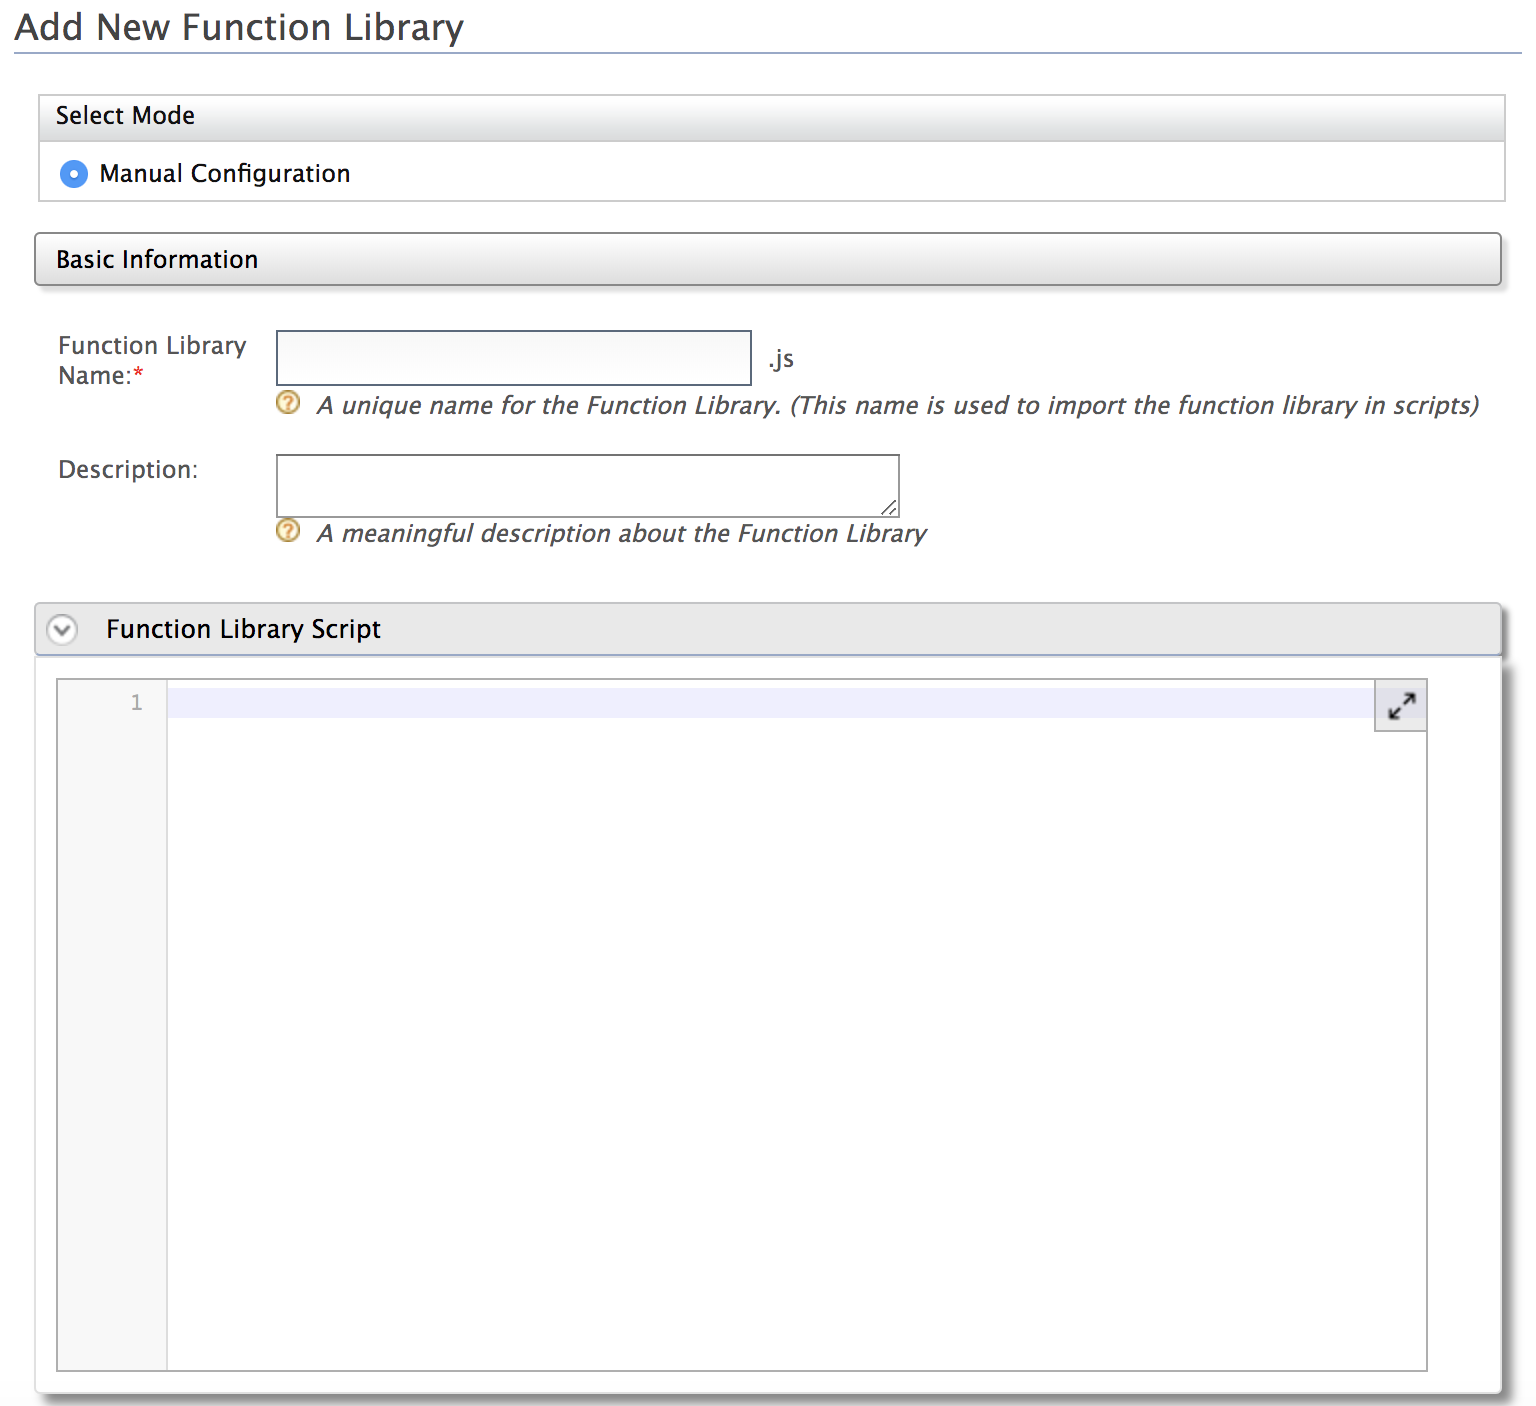 Add New Function Library
Select Mode
Manual Configuration
Basic Information
Function Library
Name:*
.js
? A unique name for the Function Library. (This name is used to import the function library in scripts)
Description:
? A meaningful description about the Function Library
Function Library Script
1